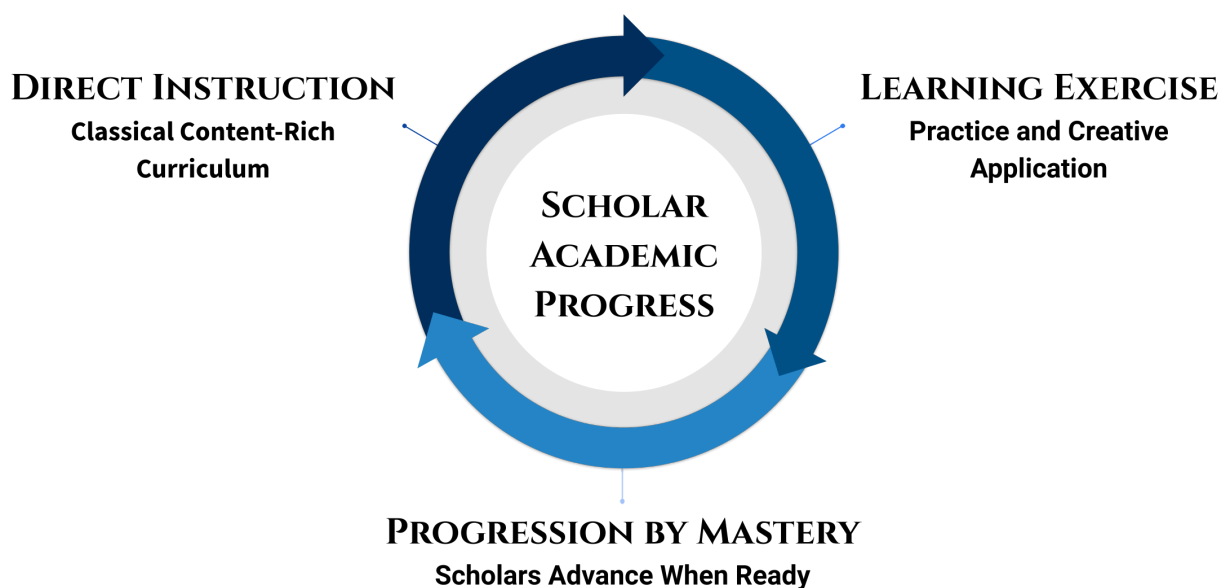 Direct Instruction
Classical Content-Rich
Curriculum
Learning Exercise
Practice and Creative
Application
Scholar
Academic
Progress
Progression by Mastery
Scholars Advance When Ready